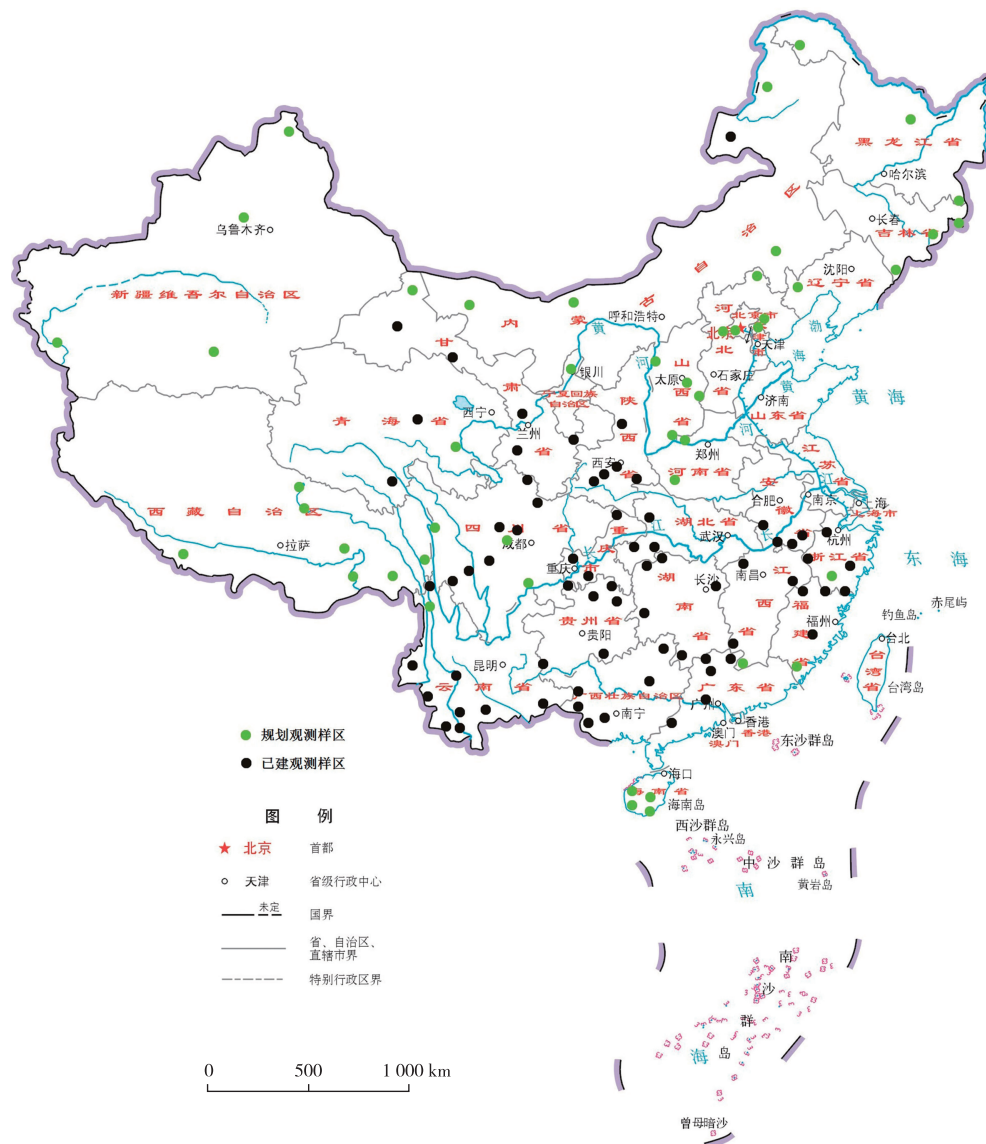 黑龙江省
哈尔滨
长春
吉林省
乌鲁木齐
沈阳
辽宁省
新疆维吾尔自治区
内蒙古自治区
呼和浩特
北京市
北京
天津
河北省
渤海
甘肃省
银川
宁夏回族
自治区
太原
山西省
石家庄
济南
山东省
黄海
黄河
青海省
西宁
兰州
陕西省
西安
郑州
河南省
江苏省
安徽省
合肥
南京
上海
上海市
西藏自治区
拉萨
四川省
成都
重庆市
重庆
湖北省
武汉
长江
杭州
浙江省
东海
湖南省
长沙
南昌
江西省
福建省
福州
钓鱼岛
赤尾屿
贵州省
贵阳
台北
台湾省
台湾岛
昆明
云南省
广西壮族自治区
南宁
广东省
广州
香港
澳门
香港
澳门
东沙群岛
海口
海南省
海南岛
西沙群岛
永兴岛
中沙群岛
黄岩岛
南海
南沙群岛
曾母暗沙
规划观测样区
已建观测样区
图 例
北京 首都
天津 省级行政中心
未定 国界
省、自治区、
直辖市界
特别行政区界
0 500 1 000 km